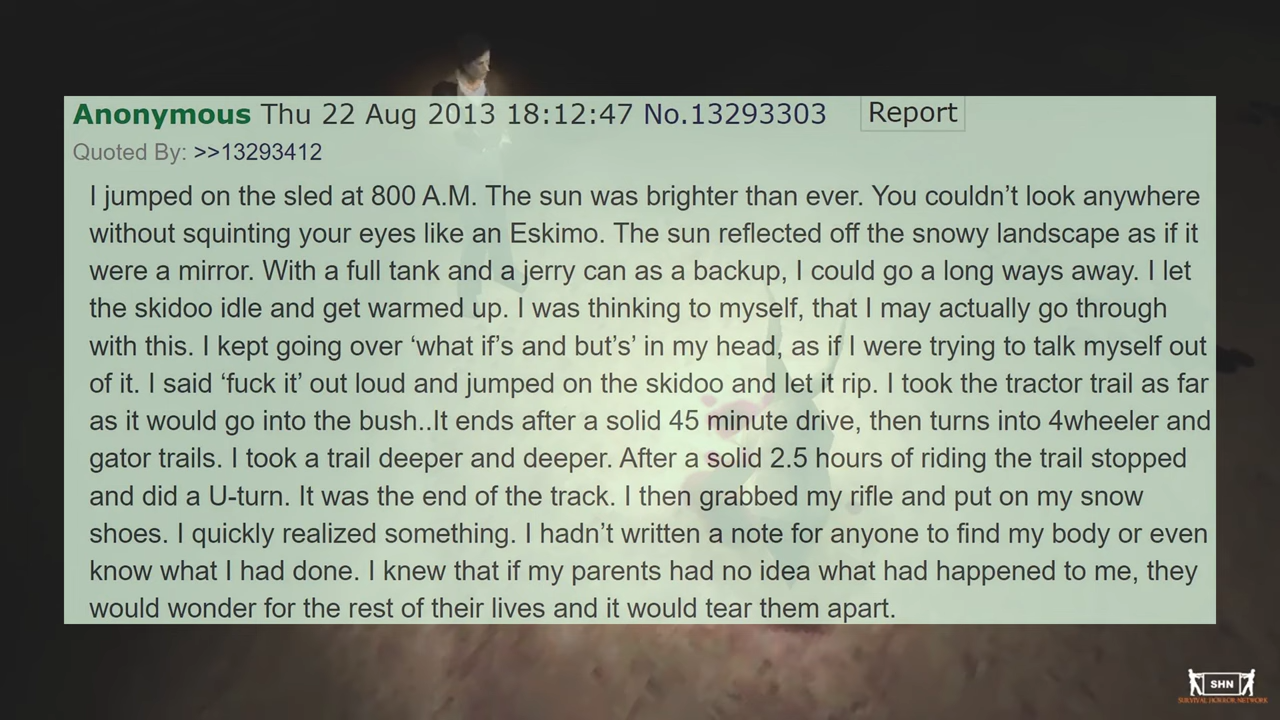 Anonymous Thu 22 Aug 2013 18:12:47 No.13293303 Report
Quoted By: >>13293412
I jumped on the sled at 800 A.M. The sun was brighter than ever. You couldn’t look anywhere
without squinting your eyes like an Eskimo. The sun reflected off the snowy landscape as if it
were a mirror. With a full tank and a jerry can as a backup, I could go a long ways away. I let
the skidoo idle and get warmed up. I was thinking to myself, that I may actually go through
with this. I kept going over ‘what if’s and but’s’ in my head, as if I were trying to talk myself out
of it. I said ‘fuck it’ out loud and jumped on the skidoo and let it rip. I took the tractor trail as far
as it would go into the bush..It ends after a solid 45 minute drive, then turns into 4wheeler and
gator trails. I took a trail deeper and deeper. After a solid 2.5 hours of riding the trail stopped
and did a U-turn. It was the end of the track. I then grabbed my rifle and put on my snow
shoes. I quickly realized something. I hadn’t written a note for anyone to find my body or even
know what I had done. I knew that if my parents had no idea what had happened to me, they
would wonder for the rest of their lives and it would tear them apart.
SHN
SURVIVAL HORROR NETWORK